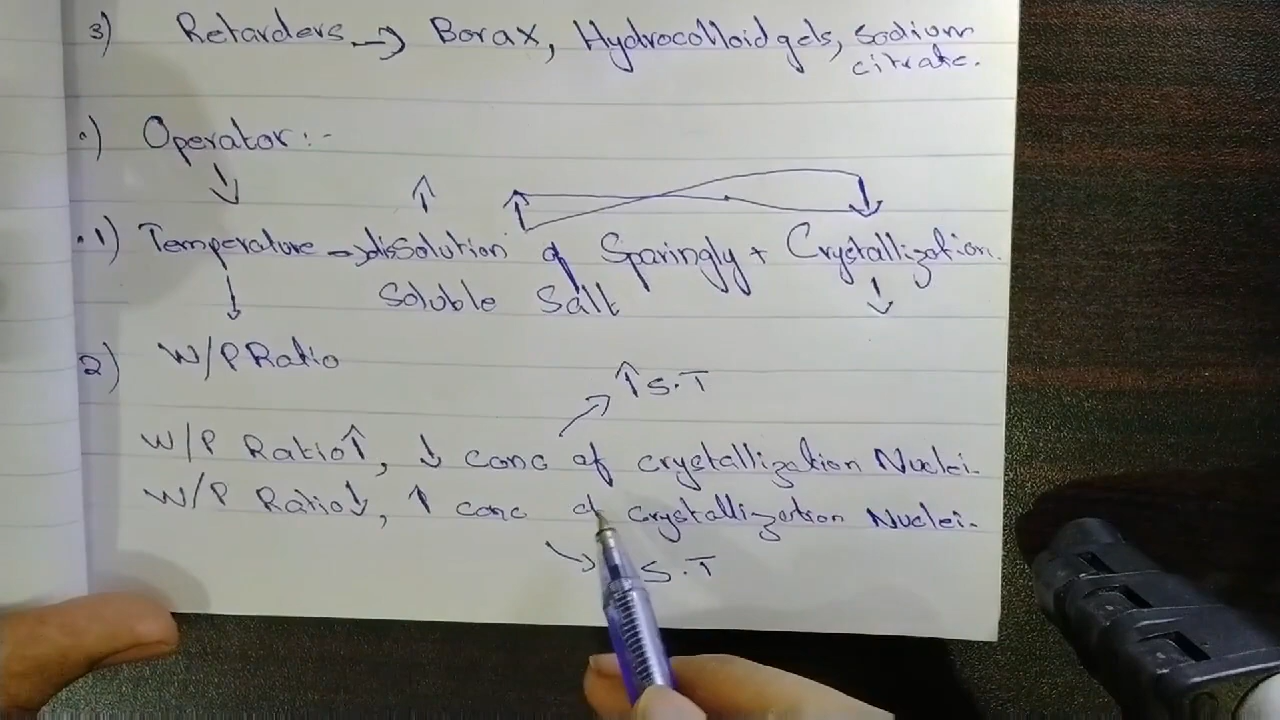 3) Retarders → Borax, Hydrocolloid gels, Sodium
citrate.
.) Operator:-
↓ ↑ ↑ ↓
.1) Temperature → dissolution of Sparingly + Crystallization.
Soluble Salt
↓ ↓
2) W/P Ratio
↑ S.T
W/P Ratio↑, ↓ conc of crystallization Nuclei.
W/P Ratio↓, ↑ conc of crystallization Nuclei.
→ S.T